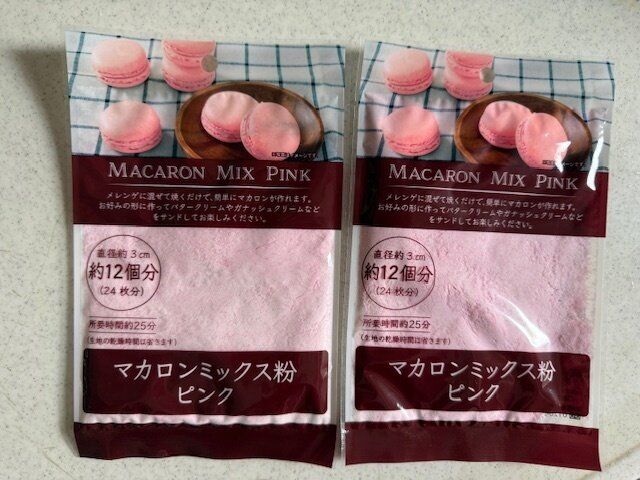 MACARON MIX PINK
メレンゲに混ぜて焼くだけで、簡単にマカロンが作れます。
お好みの形に作ってバタークリームやガナッシュクリームなど
をサンドしてお楽しみください。
直径約3cm
約12個分
(24枚分)
所要時間約25分
(生地の乾燥時間は省きます)
マカロンミックス粉
ピンク
MACARON MIX PINK
メレンゲに混ぜて焼くだけで、簡単にマカロンが作れます。
お好みの形に作ってバタークリームやガナッシュクリームなど
をサンドしてお楽しみください。
直径約3cm
約12個分
(24枚分)
所要時間約25分
(生地の乾燥時間は省きます)
マカロンミックス粉
ピンク